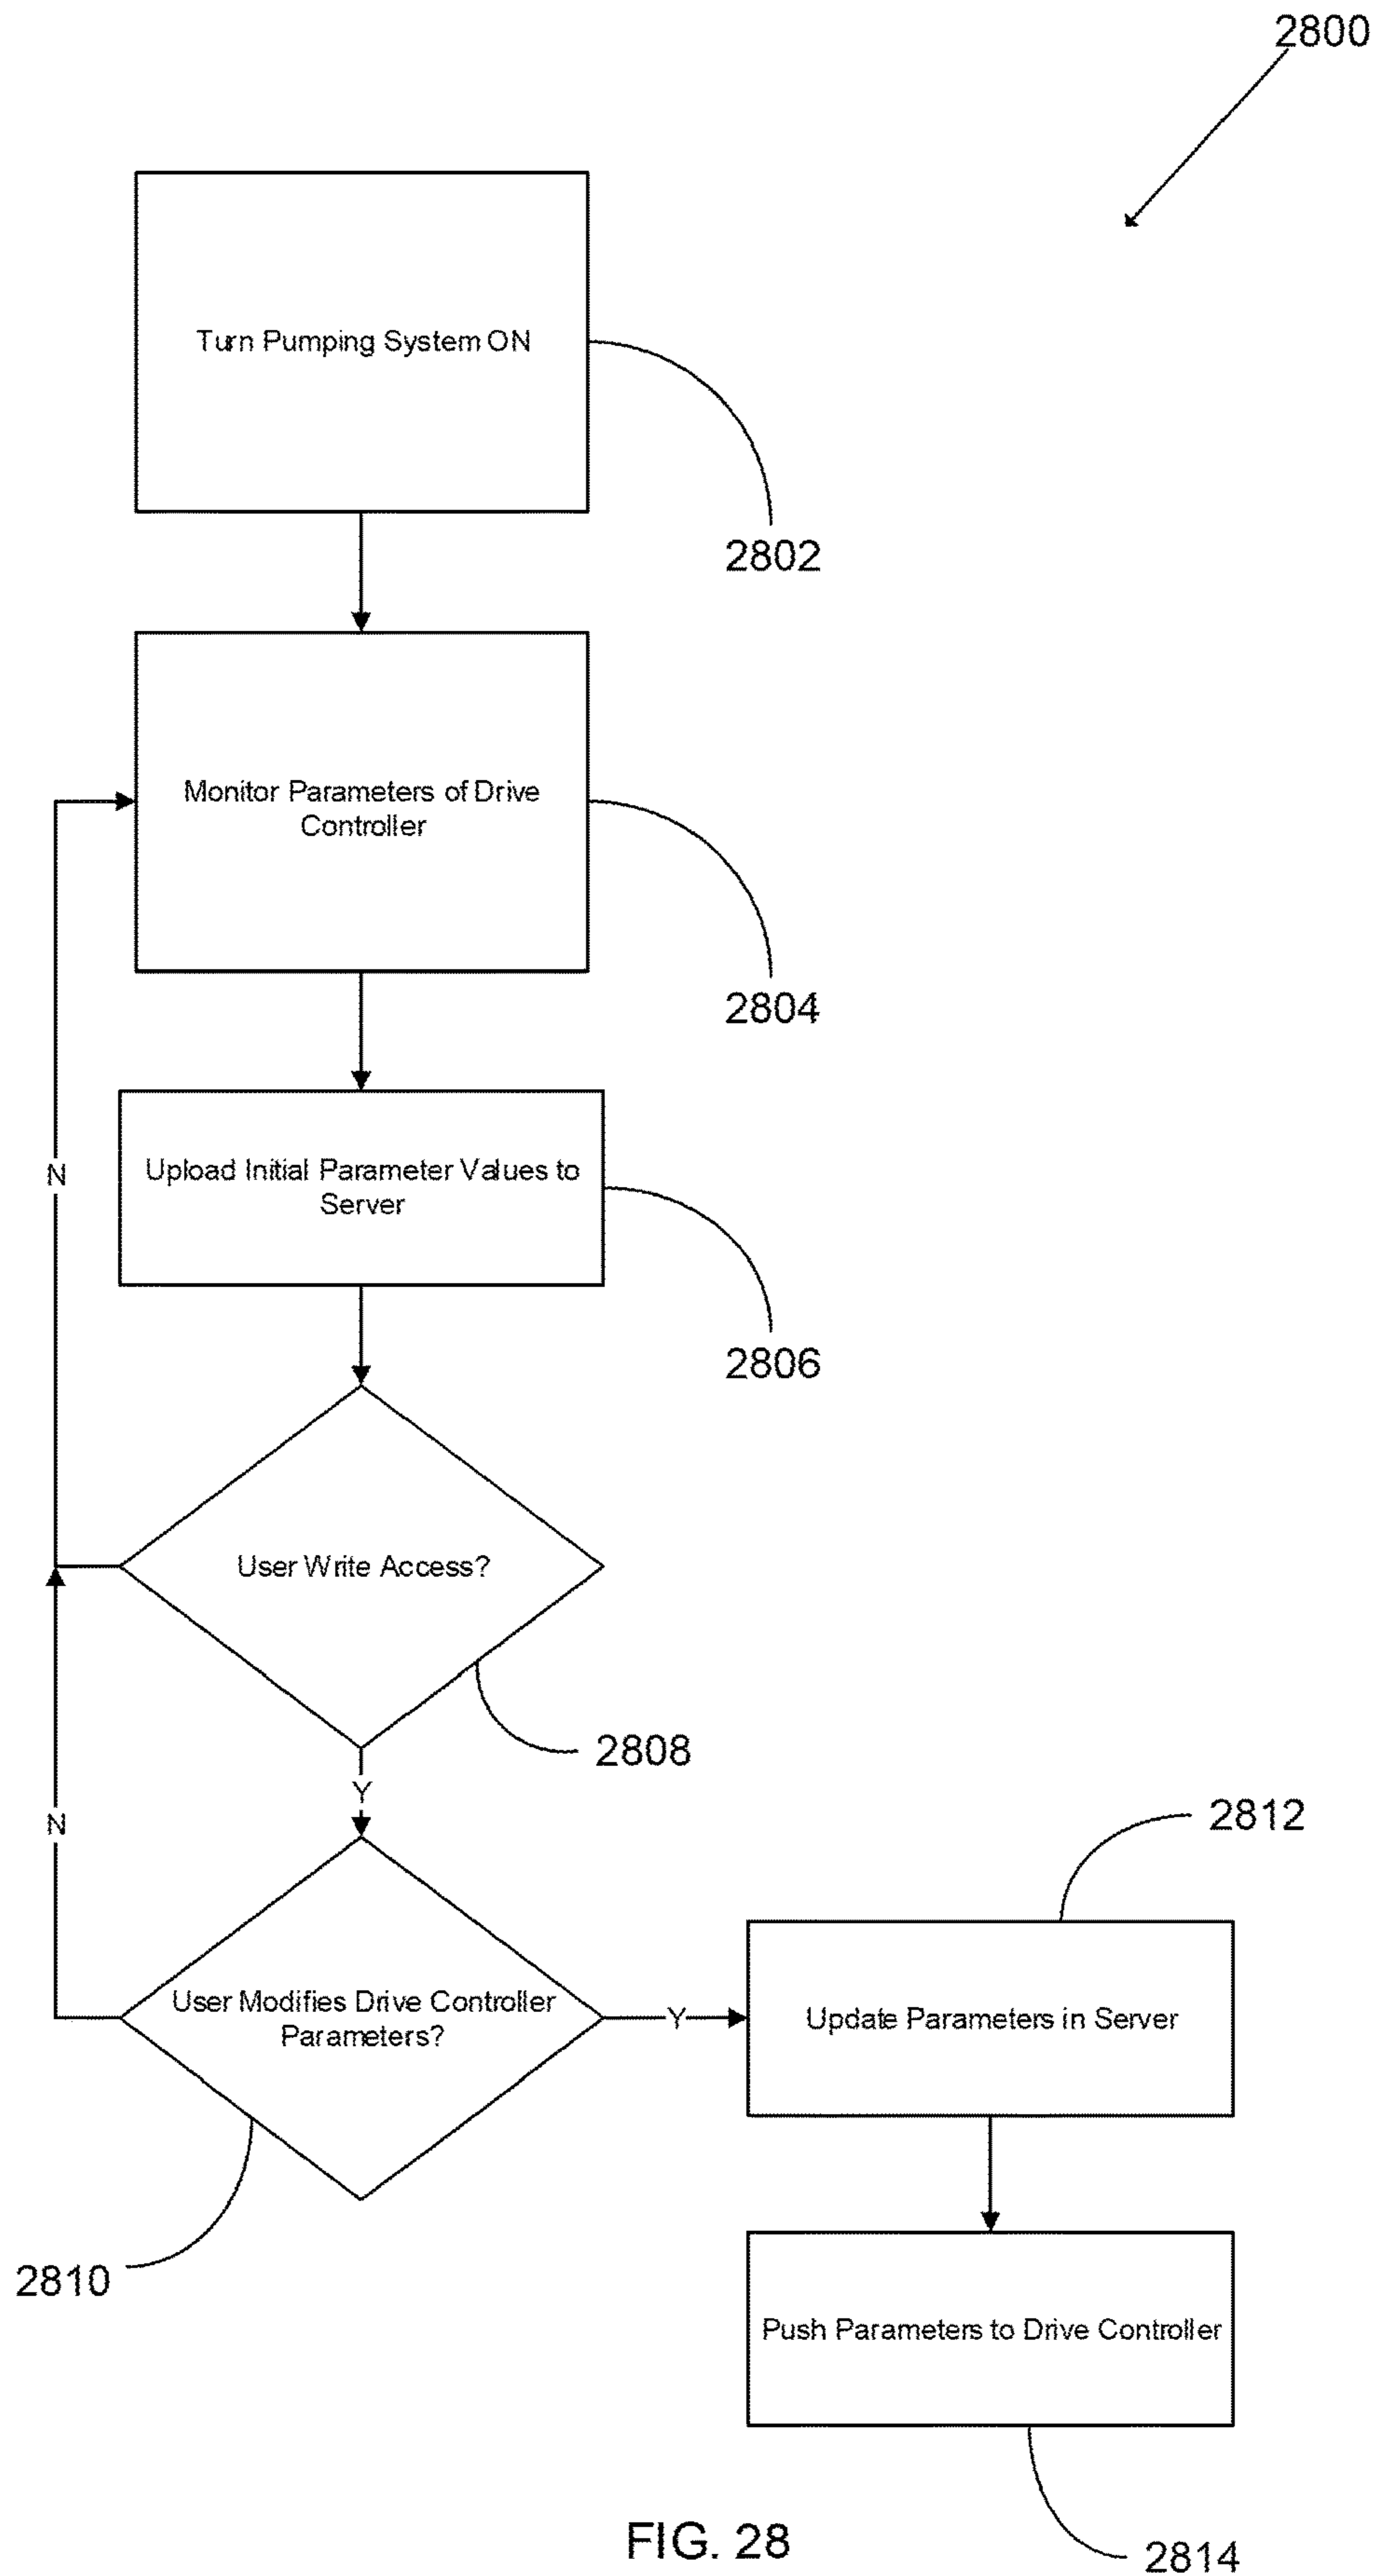 2800
Turn Pumping System ON
2802
Monitor Parameters of Drive
Controller
2804
N
Upload Initial Parameter Values to
Server
2806
User Write Access?
2808
Y
N
2812
User Modifies Drive Controller
Parameters?
Y
Update Parameters in Server
2810
Push Parameters to Drive Controller
2814
FIG. 28